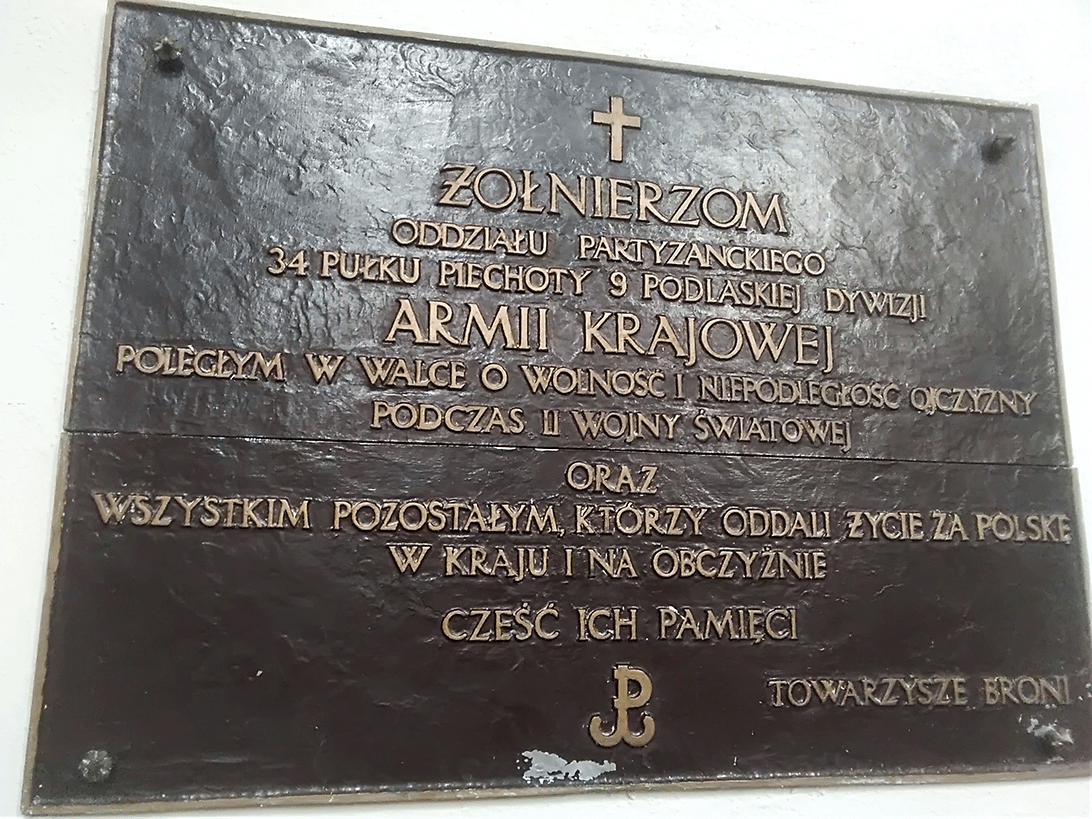 ŻOŁNIERZOM
ODDZIAŁU PARTYZANCKIEGO
34 PUŁKU PIECHOTY 9 PODLASKIEJ DYWIZJI
ARMII KRAJOWEJ
POLEGŁYM W WALCE O WOLNOŚĆ I NIEPODLEGŁOŚĆ OJCZYZNY
PODCZAS II WOJNY ŚWIATOWEJ
ORAZ
WSZYSTKIM POZOSTAŁYM, KTÓRZY ODDALI ŻYCIE ZA POLSKĘ
W KRAJU I NA OBCZYŹNIE
CZEŚĆ ICH PAMIĘCI
TOWARZYSZE BRONI